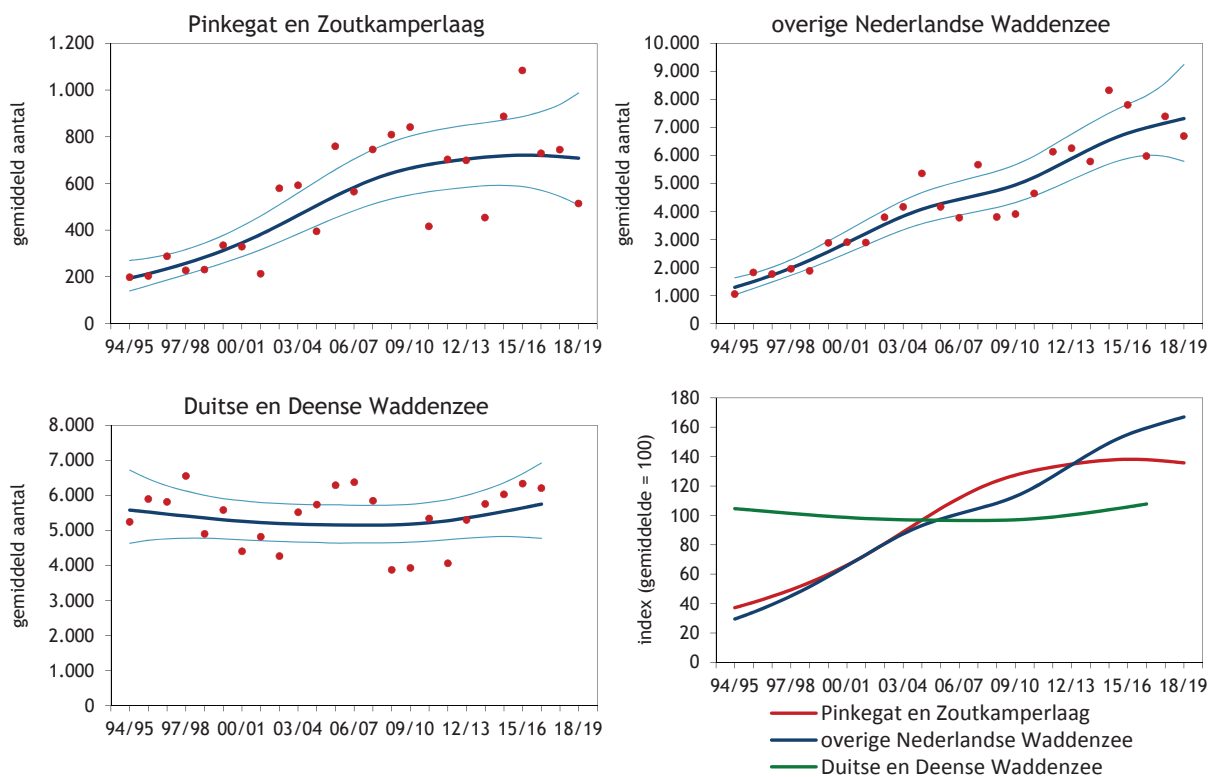 Pinkegat en Zoutkamperlaag
gemiddeld aantal
1.200
1.000
800
600
400
200
0
94/95 97/98 00/01 03/04 06/07 09/10 12/13 15/16 18/19
overige Nederlandse Waddenzee
gemiddeld aantal
10.000
9.000
8.000
7.000
6.000
5.000
4.000
3.000
2.000
1.000
0
94/95 97/98 00/01 03/04 06/07 09/10 12/13 15/16 18/19
Duitse en Deense Waddenzee
gemiddeld aantal
8.000
7.000
6.000
5.000
4.000
3.000
2.000
1.000
0
94/95 97/98 00/01 03/04 06/07 09/10 12/13 15/16 18/19
index (gemiddelde = 100)
180
160
140
120
100
80
60
40
20
0
94/95 97/98 00/01 03/04 06/07 09/10 12/13 15/16 18/19
Pinkegat en Zoutkamperlaag
overige Nederlandse Waddenzee
Duitse en Deense Waddenzee